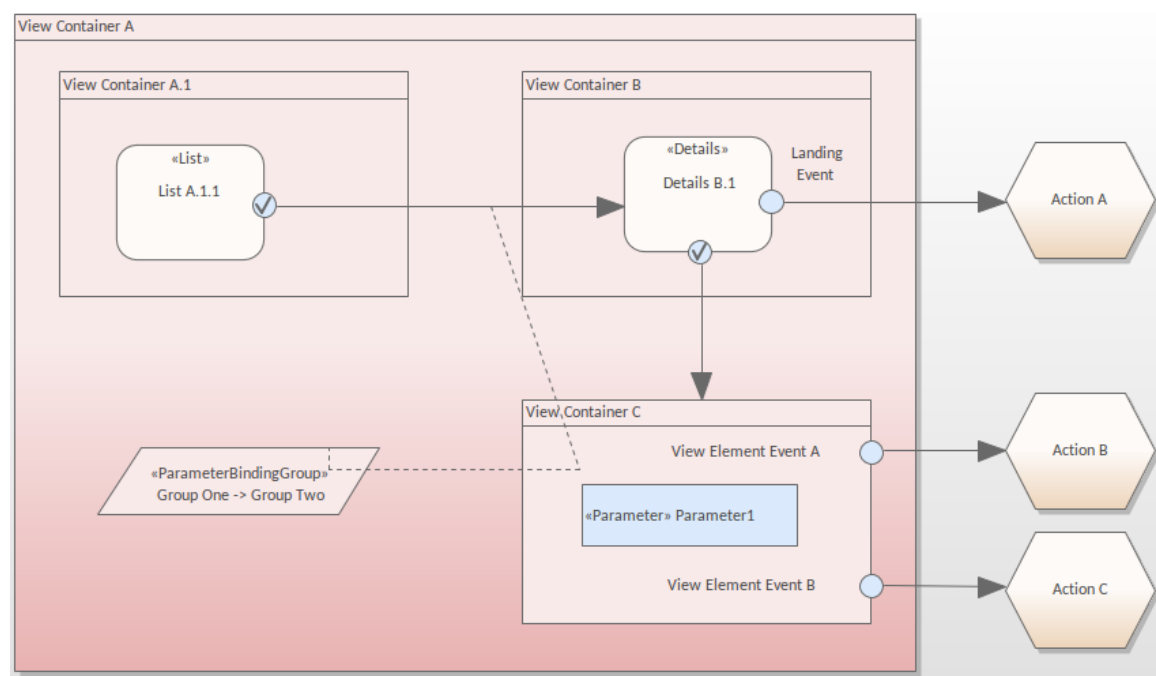 View Container A
View Container A.1
View Container B
«List»
List A.1.1
«Details»
Details B.1
Landing
Event
Action A
View Container C
View Element Event A
Action B
«ParameterBindingGroup»
Group One -> Group Two
«Parameter» Parameter1
View Element Event B
Action C